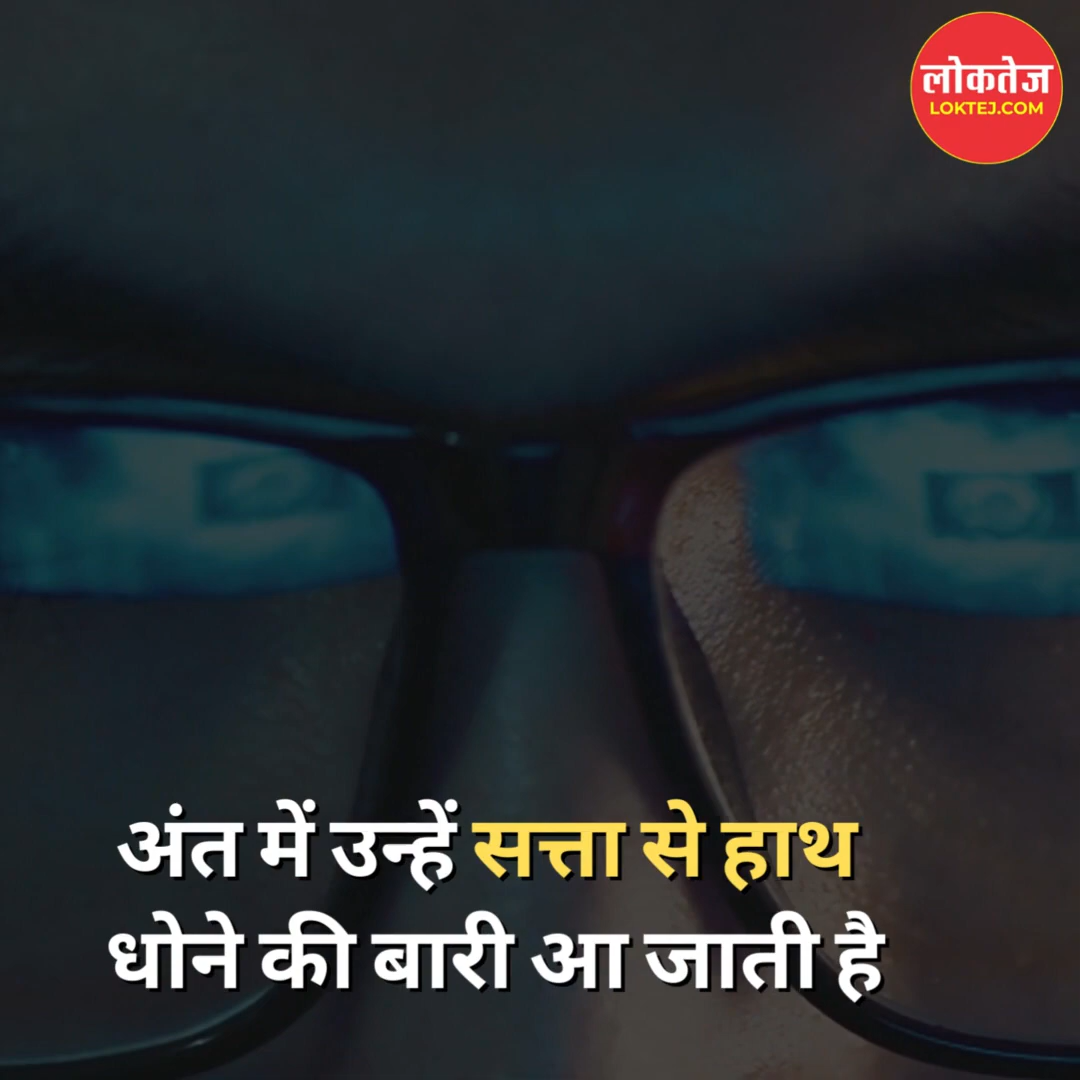 लोकतेज
LOKTEJ.COM
अंत में उन्हें सत्ता से हाथ
धोने की बारी आ जाती है